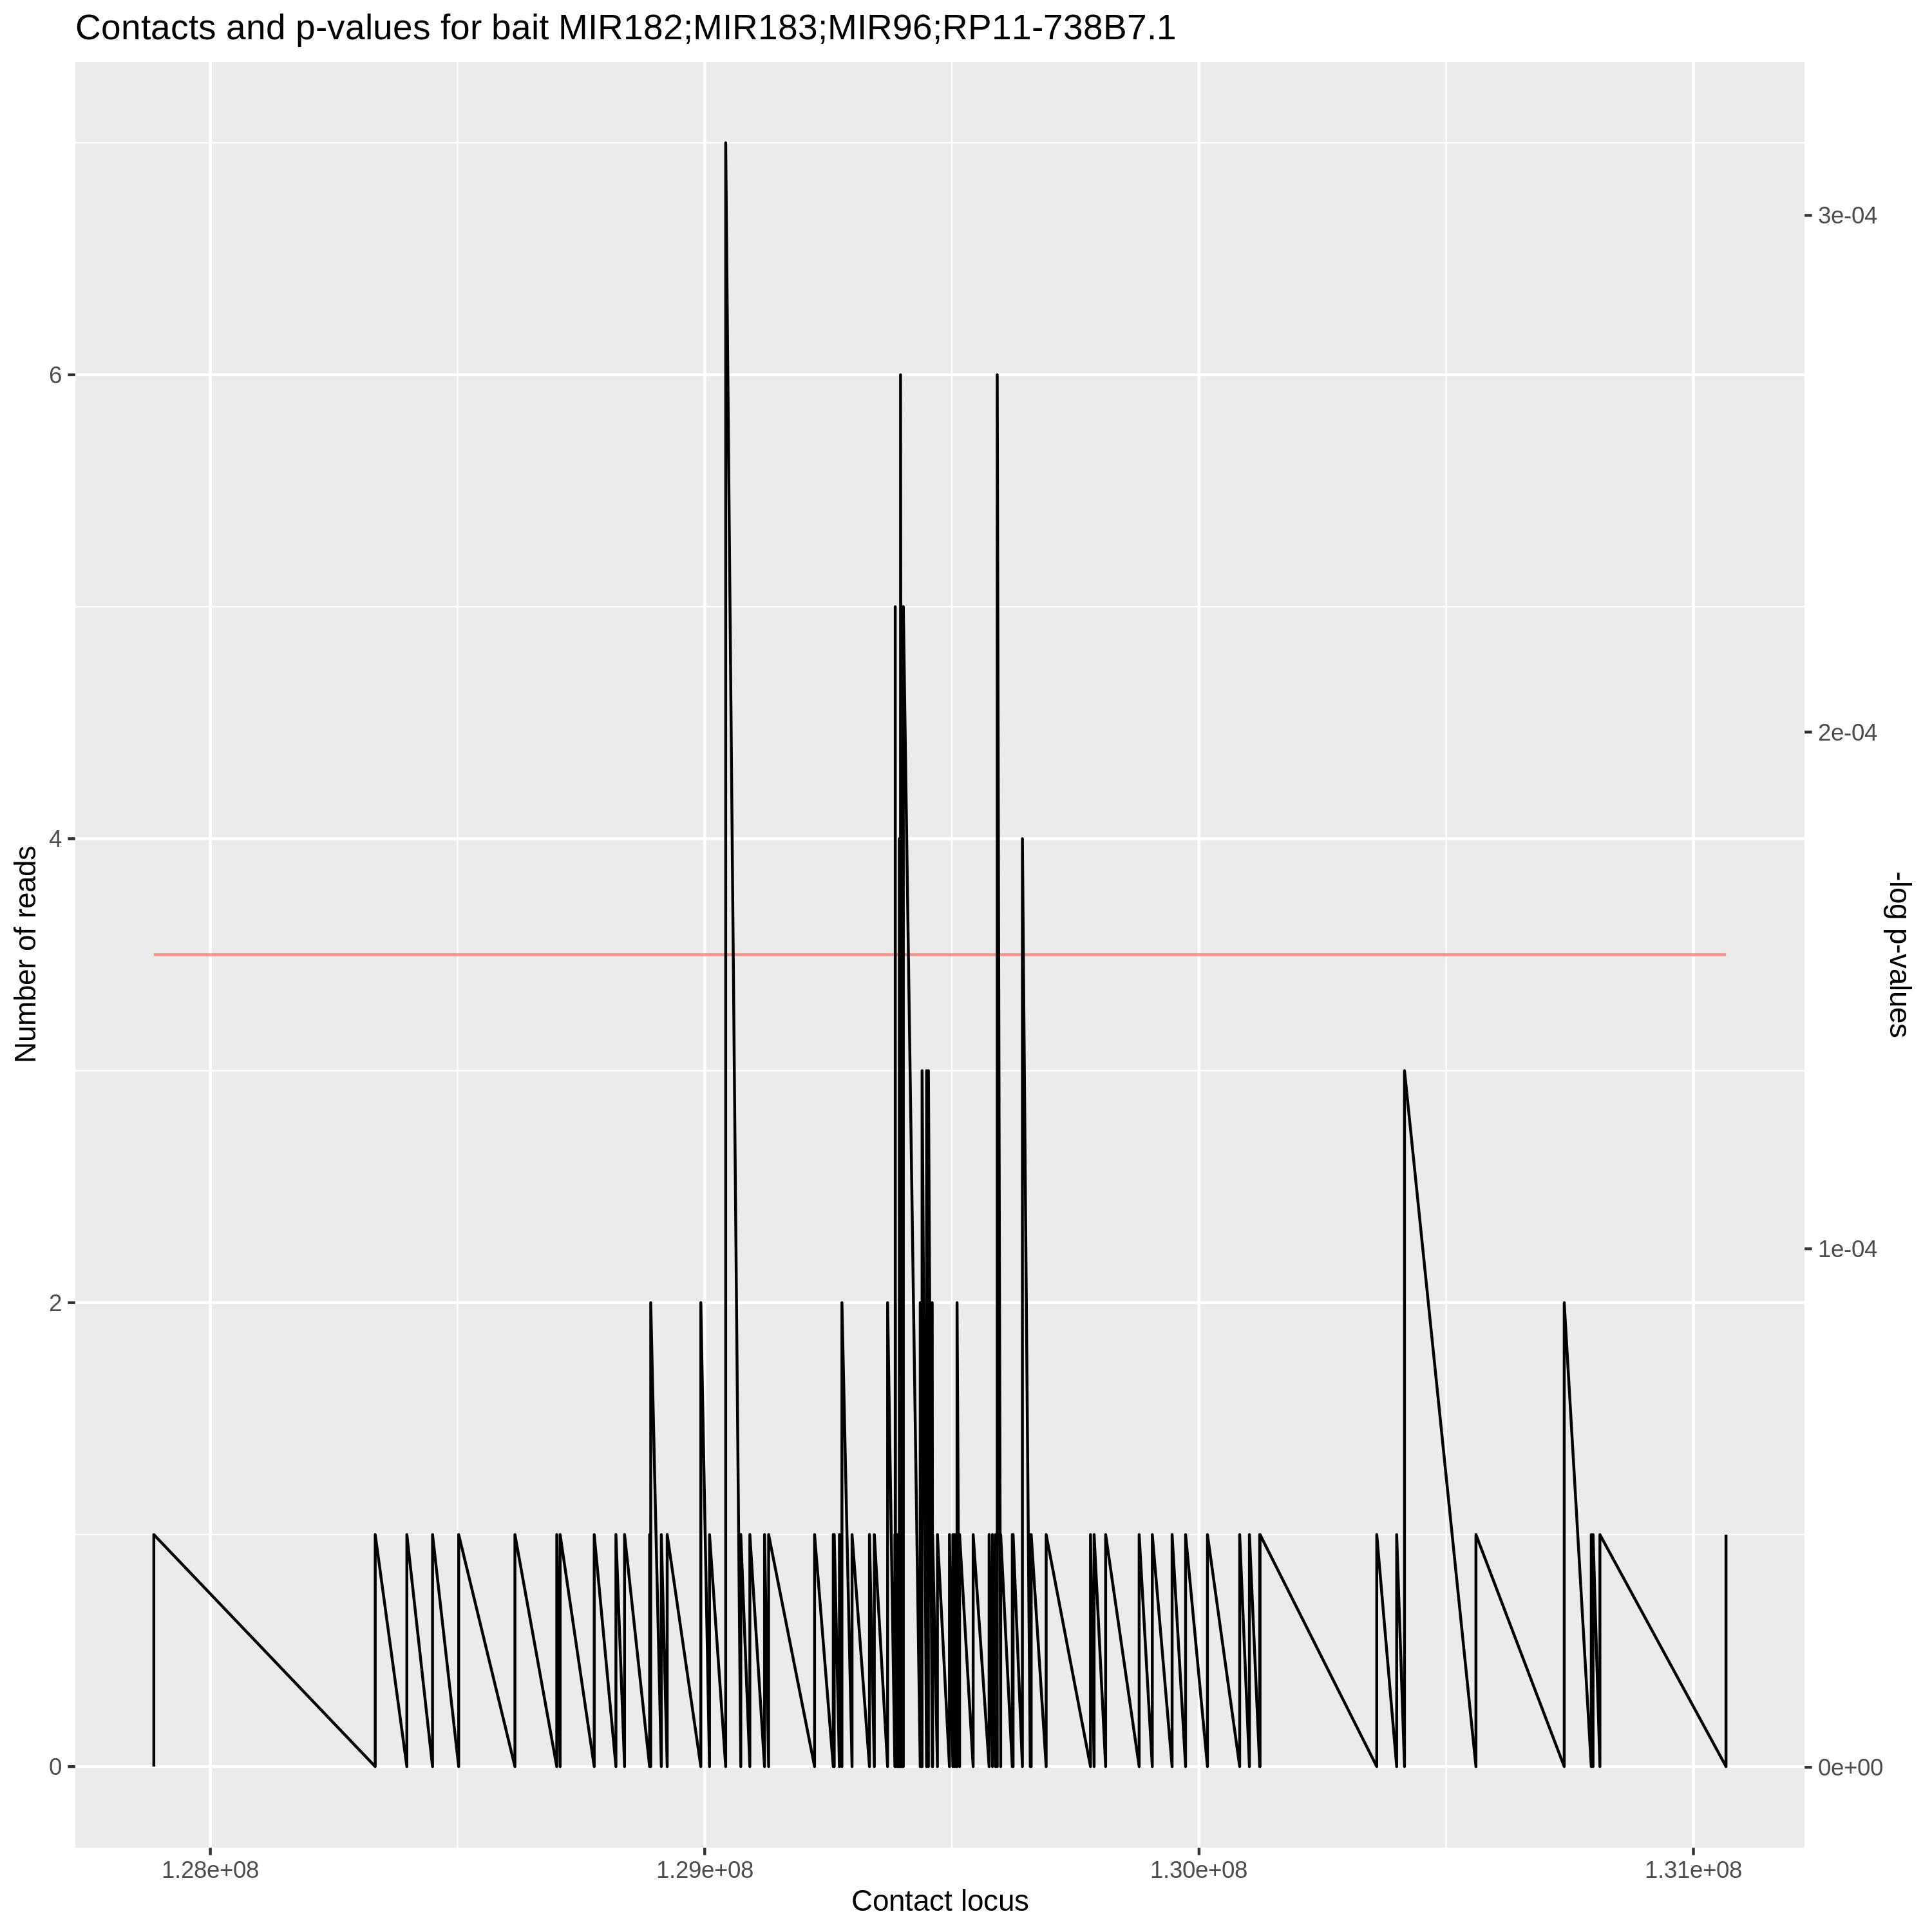 Contacts and p-values for bait MIR182;MIR183;MIR96;RP11-738B7.1
Number of reads
6
4
2
0
3e-04
2e-04
1e-04
0e+00
-log p-values
1.28e+08
1.29e+08
1.30e+08
1.31e+08
Contact locus